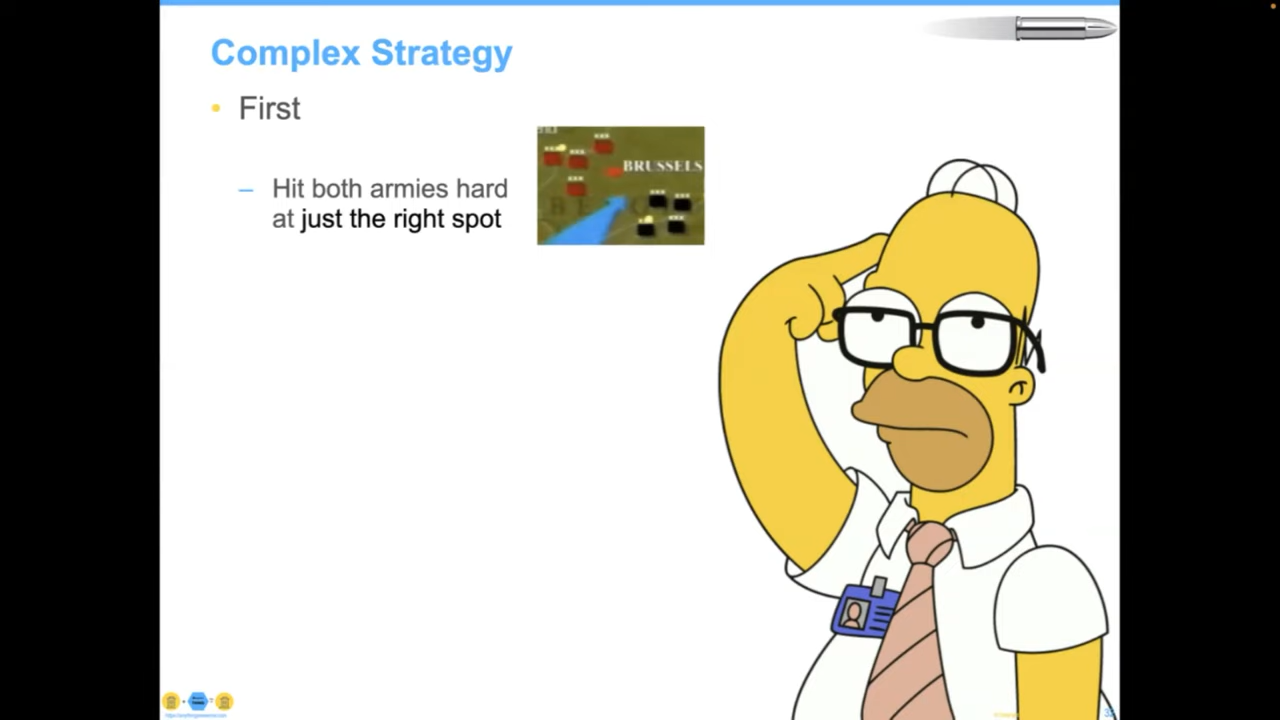 Complex Strategy
• First
– Hit both armies hard
at just the right spot
BRUSSELS